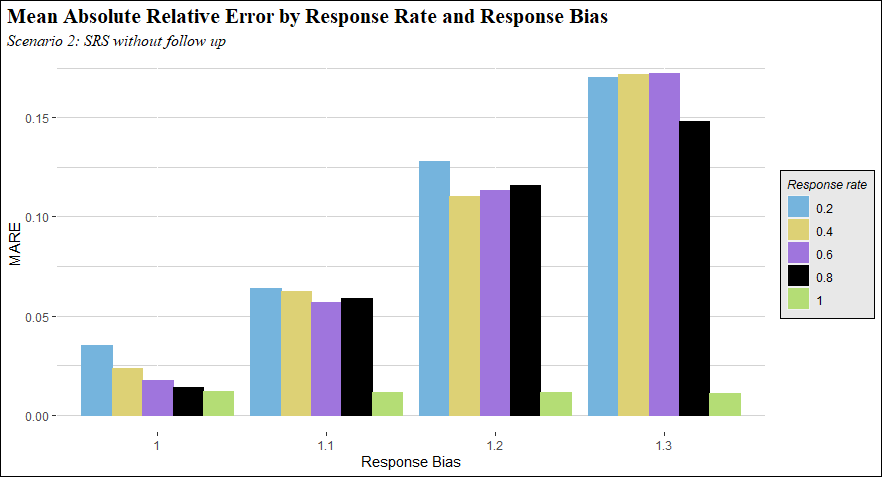 Mean Absolute Relative Error by Response Rate and Response Bias
Scenario 2: SRS without follow up
0.15
0.10
0.05
0.00
MARE
1
1.1
1.2
1.3
Response Bias
Response rate
0.2
0.4
0.6
0.8
1